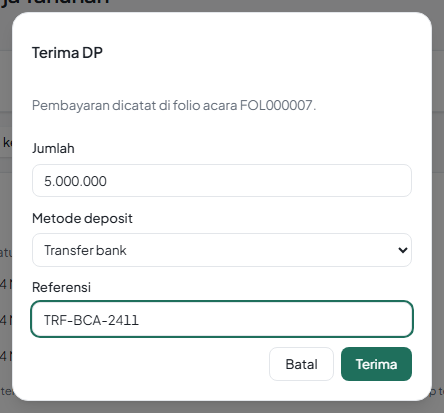 Terima DP
Pembayaran dicatat di folio acara FOL000007.
Jumlah
5.000.000
Metode deposit
Transfer bank
Referensi
TRF-BCA-2411
Batal
Terima